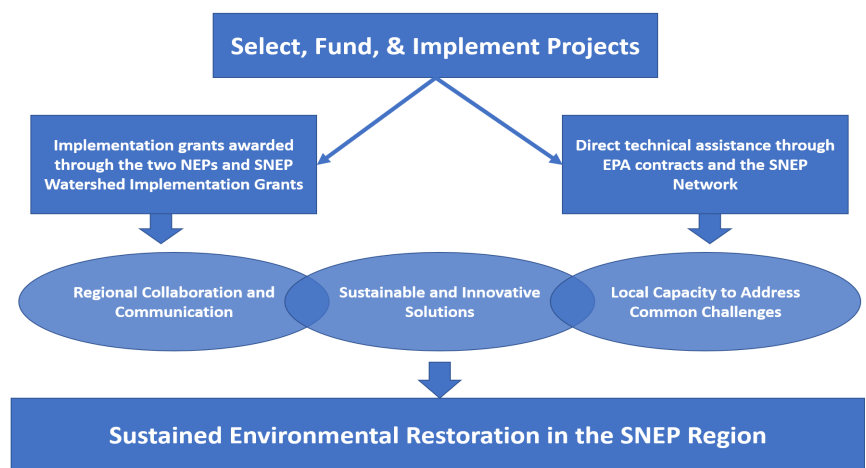 Select, Fund, & Implement Projects
Implementation grants awarded
through the two NEPs and SNEP
Watershed Implementation Grants
Direct technical assistance through
EPA contracts and the SNEP
Network
Regional Collaboration and
Communication
Sustainable and Innovative
Solutions
Local Capacity to Address
Common Challenges
Sustained Environmental Restoration in the SNEP Region